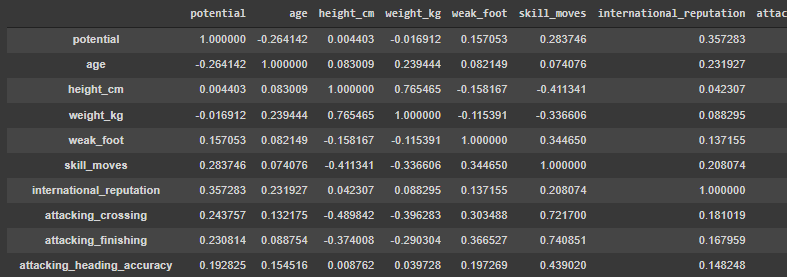 potential age height_cm weight_kg weak_foot skill_moves international_reputation attac
potential 1.000000 -0.264142 0.004403 -0.016912 0.157053 0.283746 0.357283
age -0.264142 1.000000 0.083009 0.239444 0.082149 0.074076 0.231927
height_cm 0.004403 0.083009 1.000000 0.765465 -0.158167 -0.411341 0.042307
weight_kg -0.016912 0.239444 0.765465 1.000000 -0.115391 -0.336606 0.088295
weak_foot 0.157053 0.082149 -0.158167 -0.115391 1.000000 0.344650 0.137155
skill_moves 0.283746 0.074076 -0.411341 -0.336606 0.344650 1.000000 0.208074
international_reputation 0.357283 0.231927 0.042307 0.088295 0.137155 0.208074 1.000000
attacking_crossing 0.243757 0.132175 -0.489842 -0.396283 0.303488 0.721700 0.181019
attacking_finishing 0.230814 0.088754 -0.374008 -0.290304 0.366527 0.740851 0.167959
attacking_heading_accuracy 0.192825 0.154516 0.008762 0.039728 0.197269 0.439020 0.148248